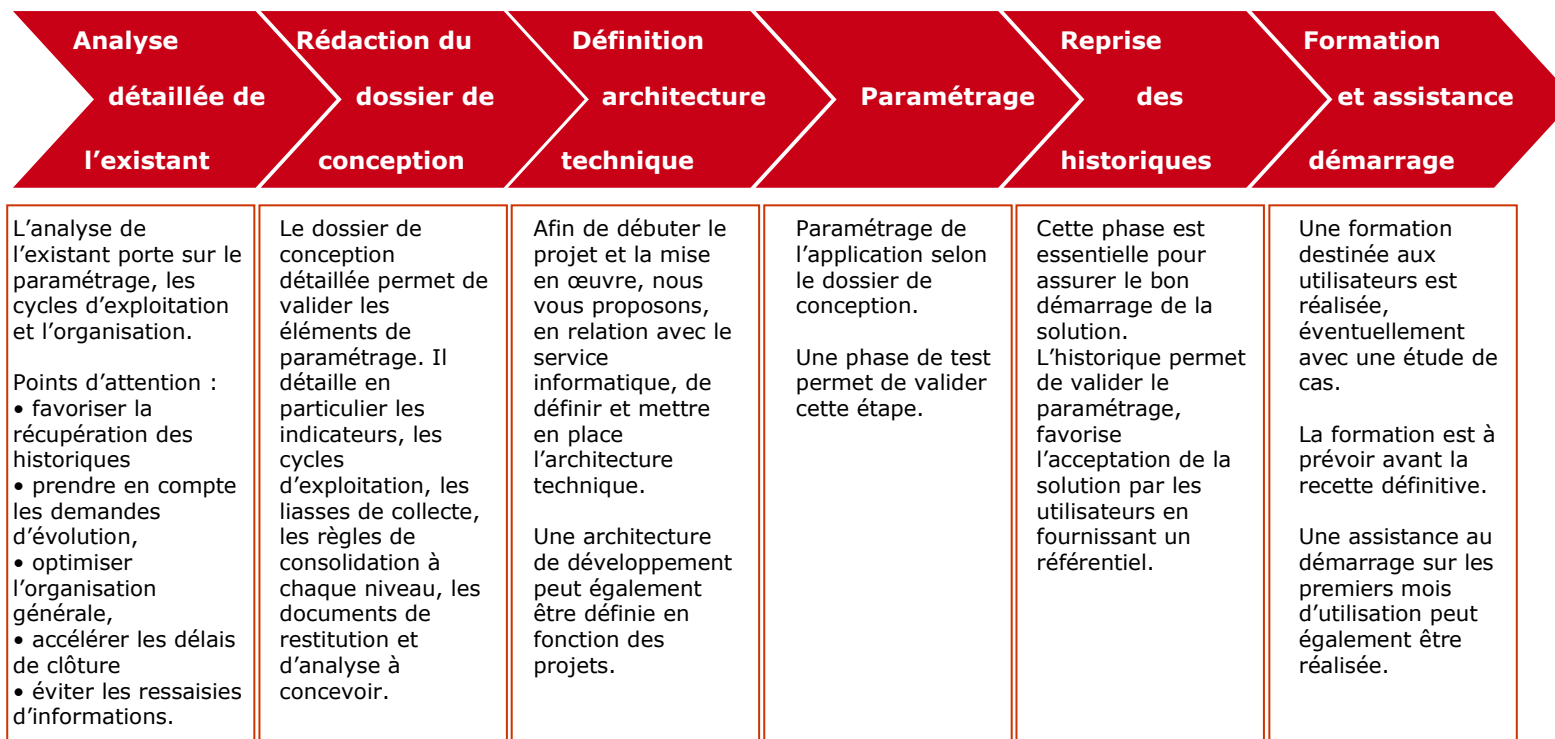 Analyse
détaillée de
l’existant
Rédaction du
dossier de
conception
Définition
architecture
technique
Paramétrage
Reprise
des
historiques
Formation
et assistance
démarrage
L’analyse de
l’existant porte sur le
paramétrage, les
cycles d’exploitation
et l’organisation.
Points d’attention :
• favoriser la
récupération des
historiques
• prendre en compte
les demandes
d’évolution,
• optimiser
l’organisation
générale,
• accélérer les délais
de clôture
• éviter les ressaisies
d’informations.
Le dossier de
conception
détaillée permet de
valider les
éléments de
paramétrage. Il
détaille en
particulier les
indicateurs, les
cycles
d’exploitation, les
liasses de collecte,
les règles de
consolidation à
chaque niveau, les
documents de
restitution et
d’analyse à
concevoir.
Afin de débuter le
projet et la mise
en œuvre, nous
vous proposons,
en relation avec le
service
informatique, de
définir et mettre
en place
l’architecture
technique.
Une architecture
de développement
peut également
être définie en
fonction des
projets.
Paramétrage de
l’application selon
le dossier de
conception.
Une phase de test
permet de valider
cette étape.
Cette phase est
essentielle pour
assurer le bon
démarrage de la
solution.
L’historique permet
de valider le
paramétrage,
favorise
l’acceptation de la
solution par les
utilisateurs en
fournissant un
référentiel.
Une formation
destinée aux
utilisateurs est
réalisée,
éventuellement
avec une étude de
cas.
La formation est à
prévoir avant la
recette définitive.
Une assistance au
démarrage sur les
premiers mois
d’utilisation peut
également être
réalisée.